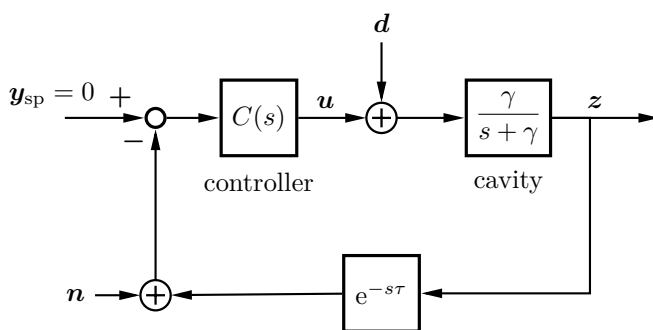 d
y_sp = 0
+
−
C(s)
u
+
γ/(s + γ)
z
controller
cavity
n
+
e^{−sτ}